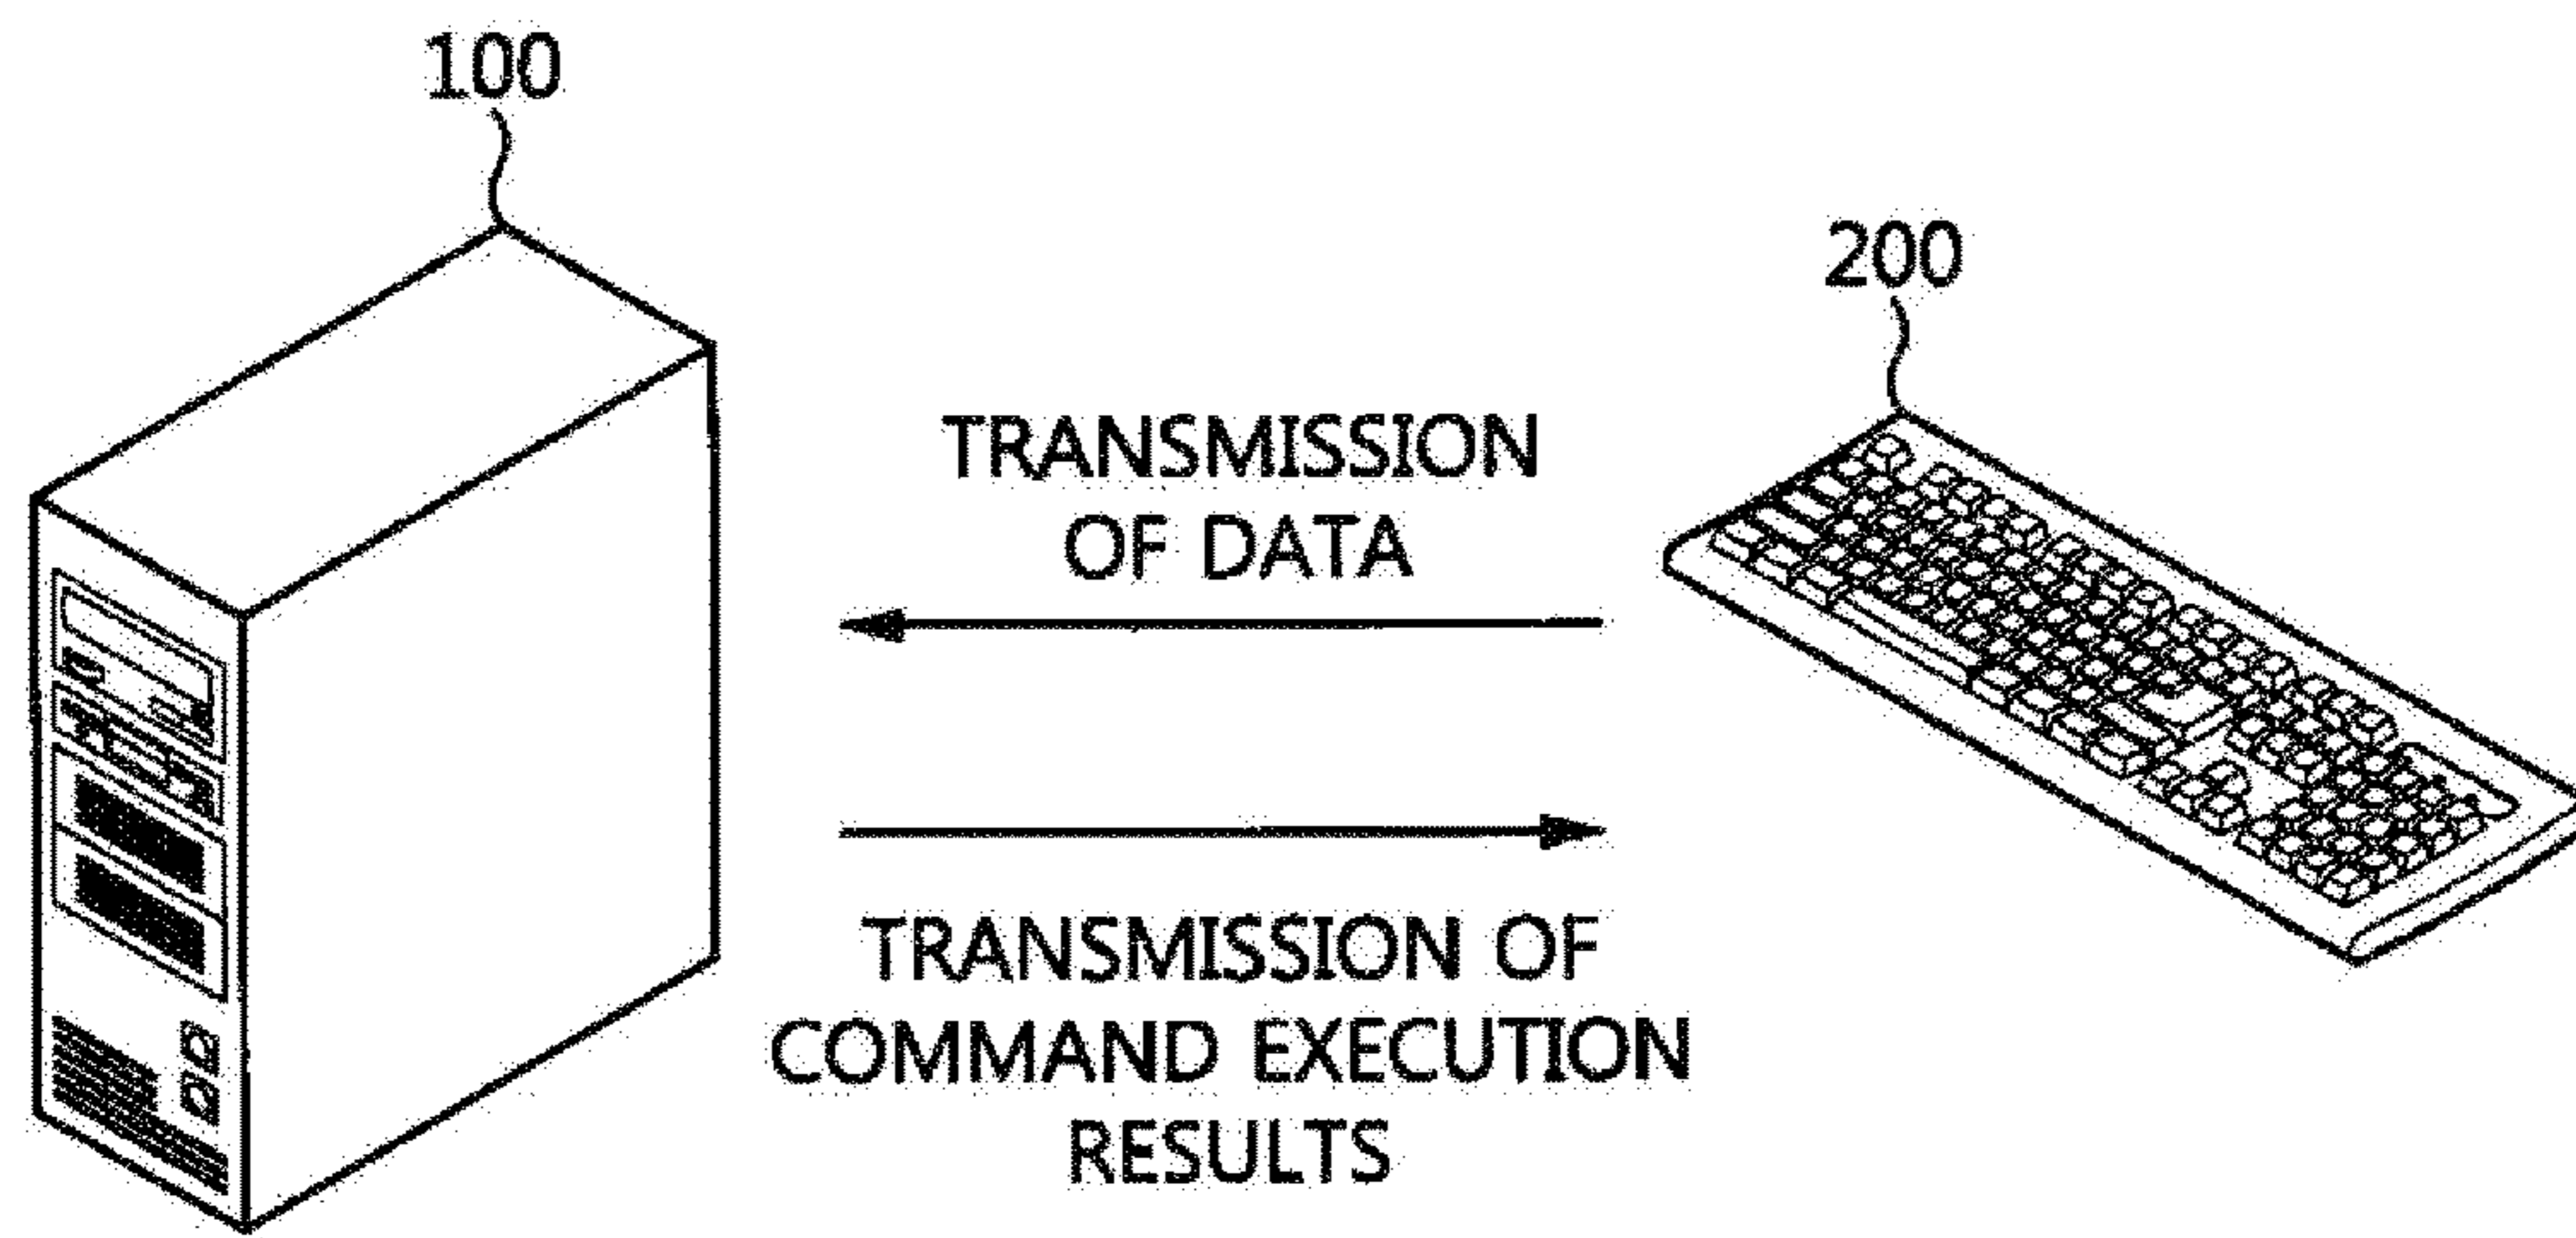 100
200
TRANSMISSION
OF DATA
TRANSMISSION OF
COMMAND EXECUTION
RESULTS